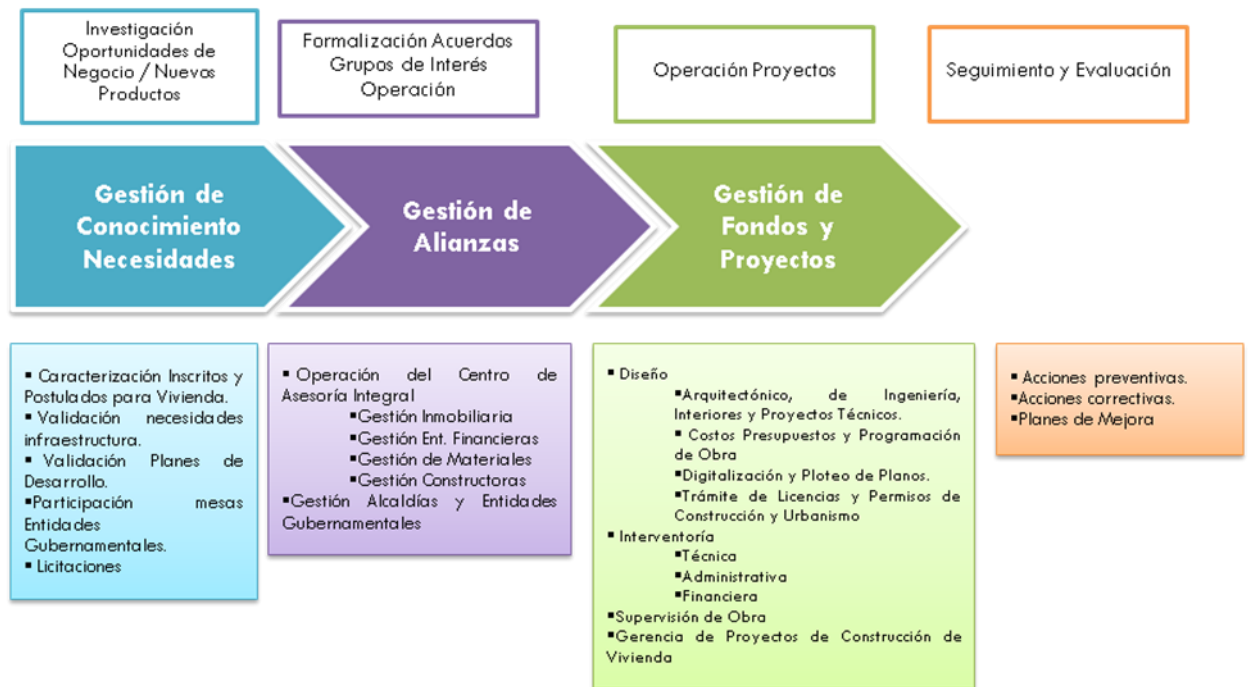 Investigación
Oportunidades de
Negocio / Nuevos
Productos
Formalización Acuerdos
Grupos de Interés
Operación
Operación Proyectos
Seguimiento y Evaluación
Gestión de
Conocimiento
Necesidades
Gestión de
Alianzas
Gestión de
Fondos y
Proyectos
▪ Caracterización Inscritos y
Postulados para Vivienda.
▪ Validación necesidades
infraestructura.
▪ Validación Planes de
Desarrollo.
▪Participación mesas
Entidades
Gubernamentales.
▪ Licitaciones
▪ Operación del Centro de
Asesoría Integral
▪Gestión Inmobiliaria
▪Gestión Ent. Financieras
▪Gestión de Materiales
▪Gestión Constructoras
▪Gestión Alcaldías y Entidades
Gubernamentales
▪ Diseño
▪Arquitectónico, de Ingeniería,
Interiores y Proyectos Técnicos.
▪ Costos Presupuestos y Programación
de Obra
▪Digitalización y Ploteo de Planos.
▪Trámite de Licencias y Permisos de
Construcción y Urbanismo
▪ Interventoría
▪Técnica
▪Administrativa
▪Financiera
▪Supervisión de Obra
▪Gerencia de Proyectos de Construcción de
Vivienda
▪ Acciones preventivas.
▪Acciones correctivas.
▪Planes de Mejora